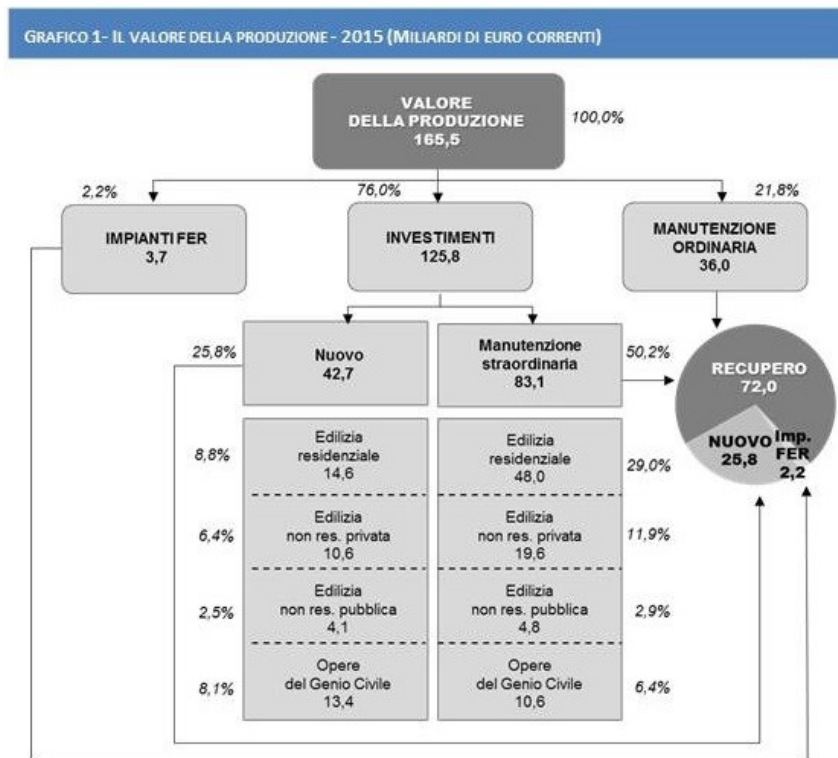 GRAFICO 1- IL VALORE DELLA PRODUZIONE - 2015 (MILIARDI DI EURO CORRENTI)
VALORE
DELLA PRODUZIONE
165,5
100,0%
2,2%
76,0%
21,8%
IMPIANTI FER
3,7
INVESTIMENTI
125,8
MANUTENZIONE
ORDINARIA
36,0
25,8%
Nuovo
42,7
Manutenzione
straordinaria
83,1
50,2%
RECUPERO
72,0
NUOVO
25,8
Imp.
FER
2,2
8,8%
Edilizia
residenziale
14,6
Edilizia
residenziale
48,0
29,0%
6,4%
Edilizia
non res. privata
10,6
Edilizia
non res. privata
19,6
11,9%
2,5%
Edilizia
non res. pubblica
4,1
Edilizia
non res. pubblica
4,8
2,9%
8,1%
Opere
del Genio Civile
13,4
Opere
del Genio Civile
10,6
6,4%